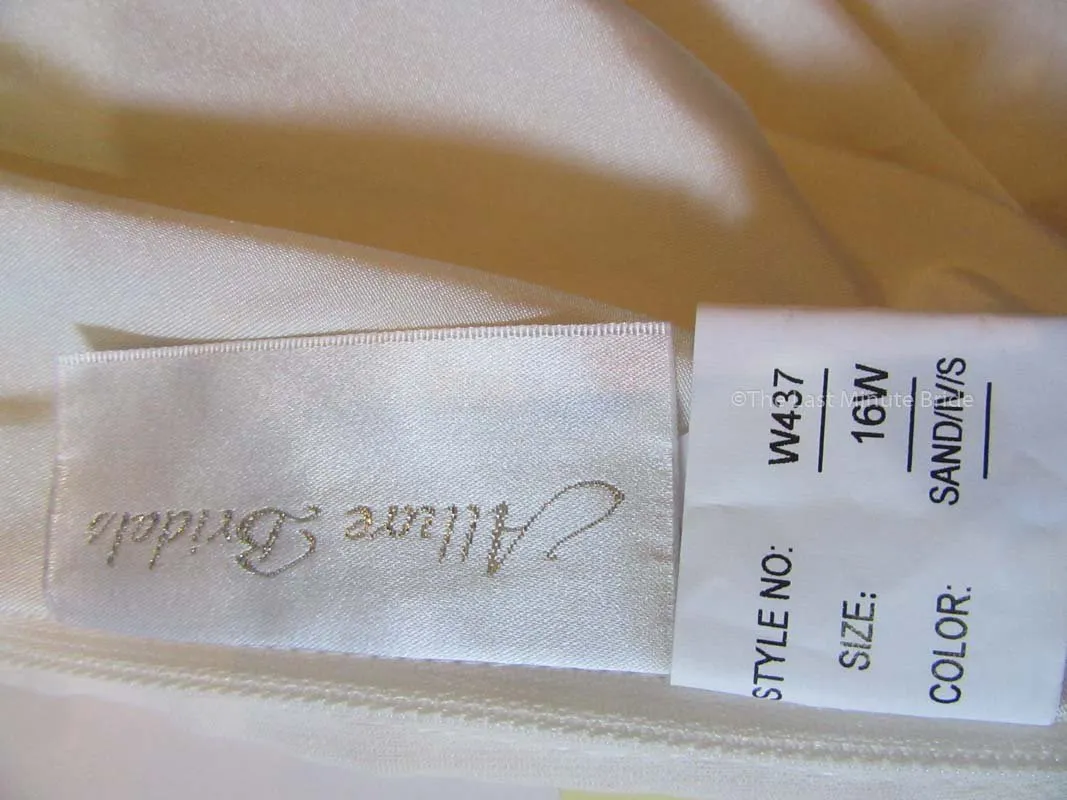 Allure Bridals
STYLE NO: W437
SIZE: 16W
COLOR: SAND/IV/S
©The Last Minute Bride